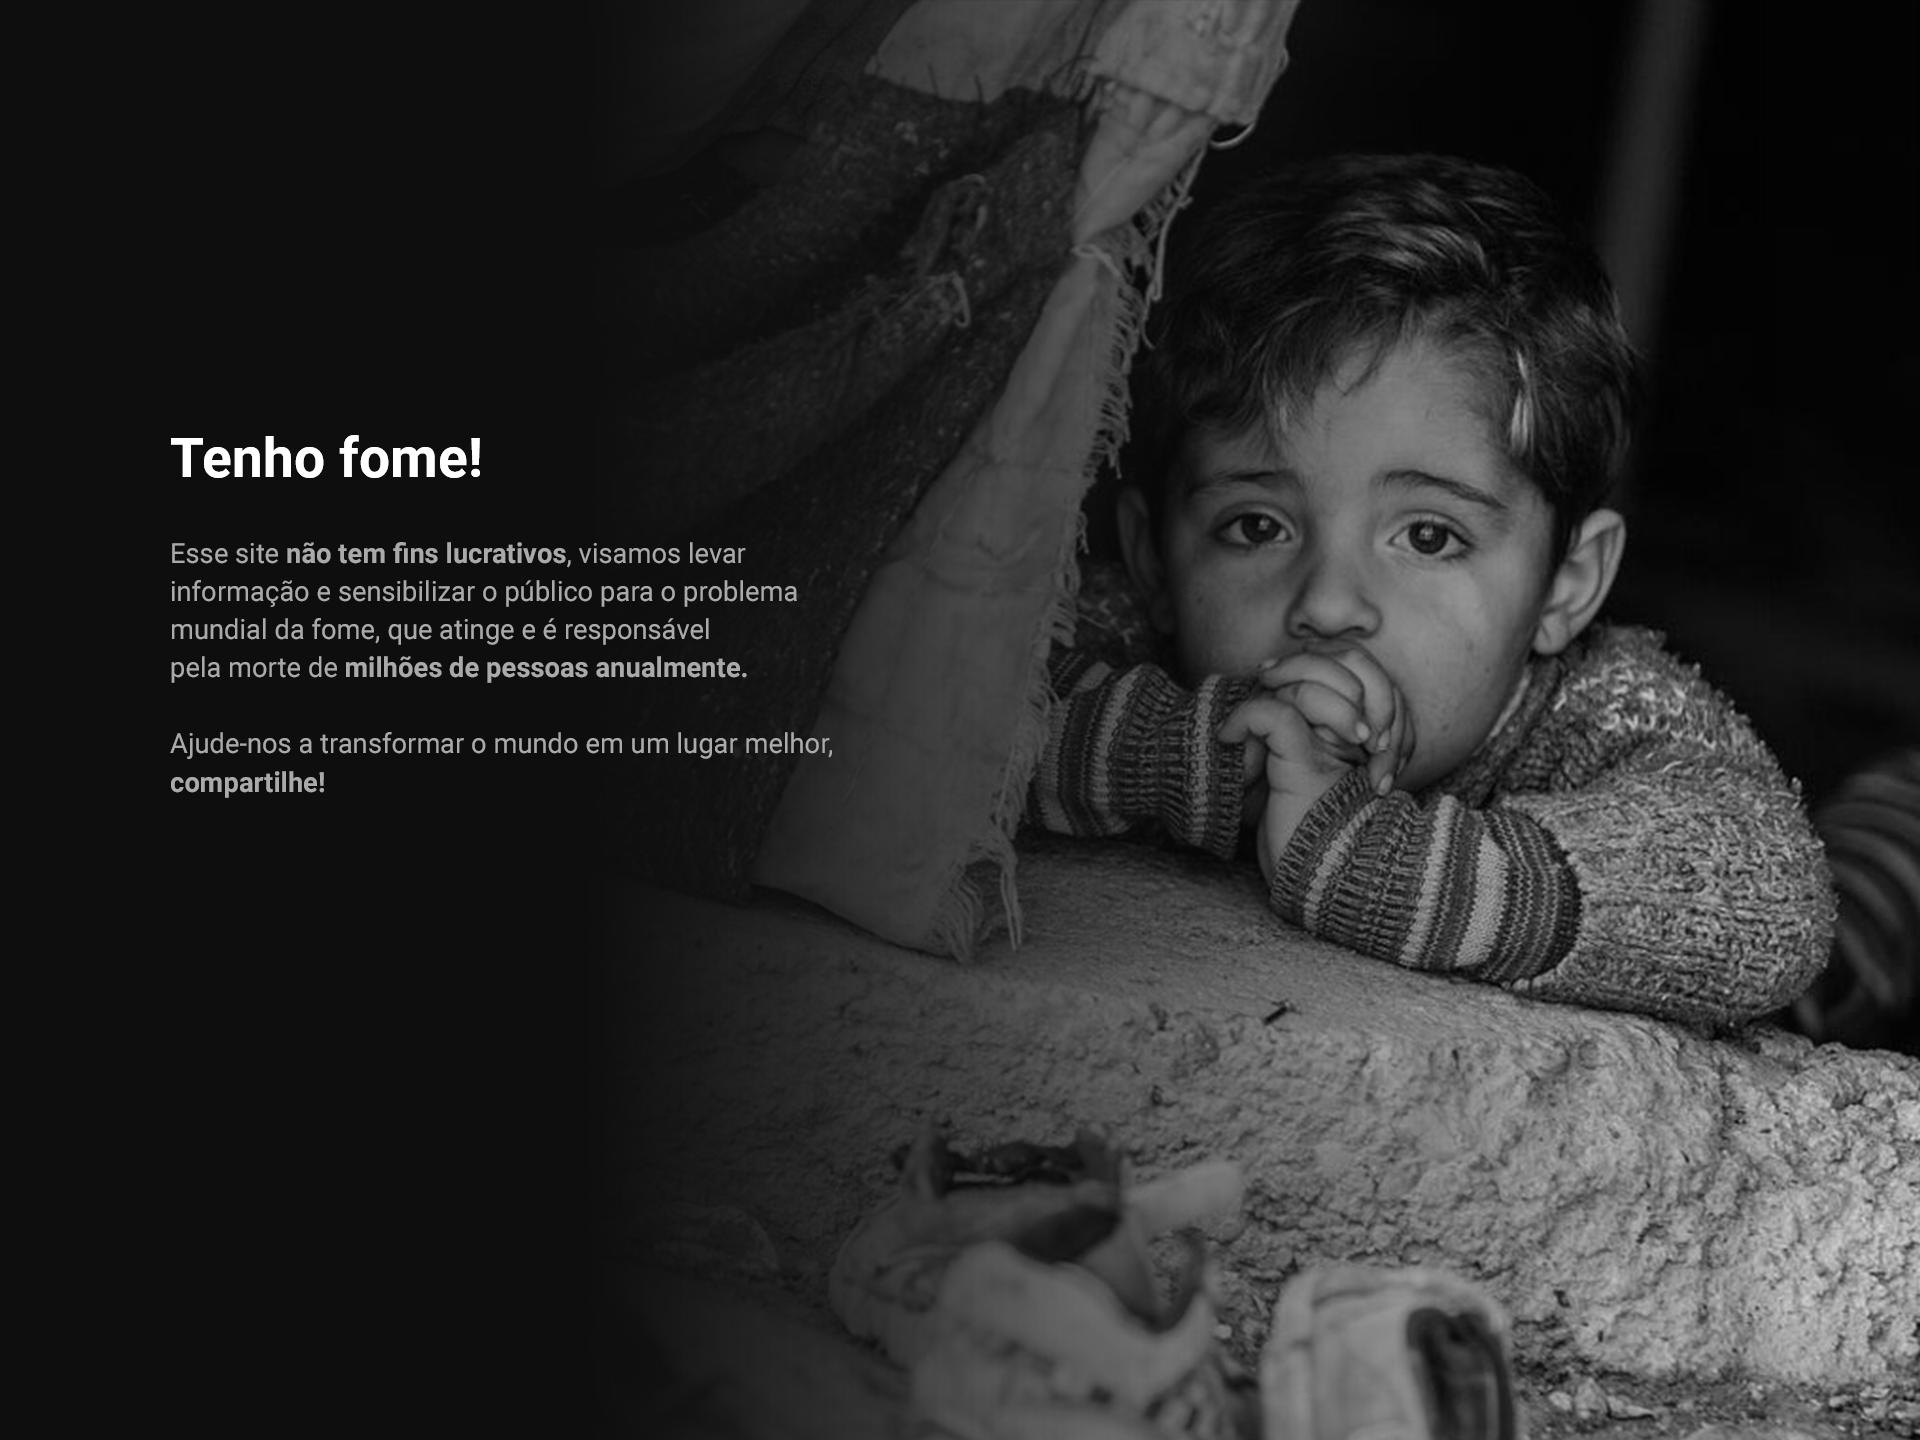 Tenho fome!
Esse site não tem fins lucrativos, visamos levar
informação e sensibilizar o público para o problema
mundial da fome, que atinge e é responsável
pela morte de milhões de pessoas anualmente.
Ajude-nos a transformar o mundo em um lugar melhor,
compartilhe!